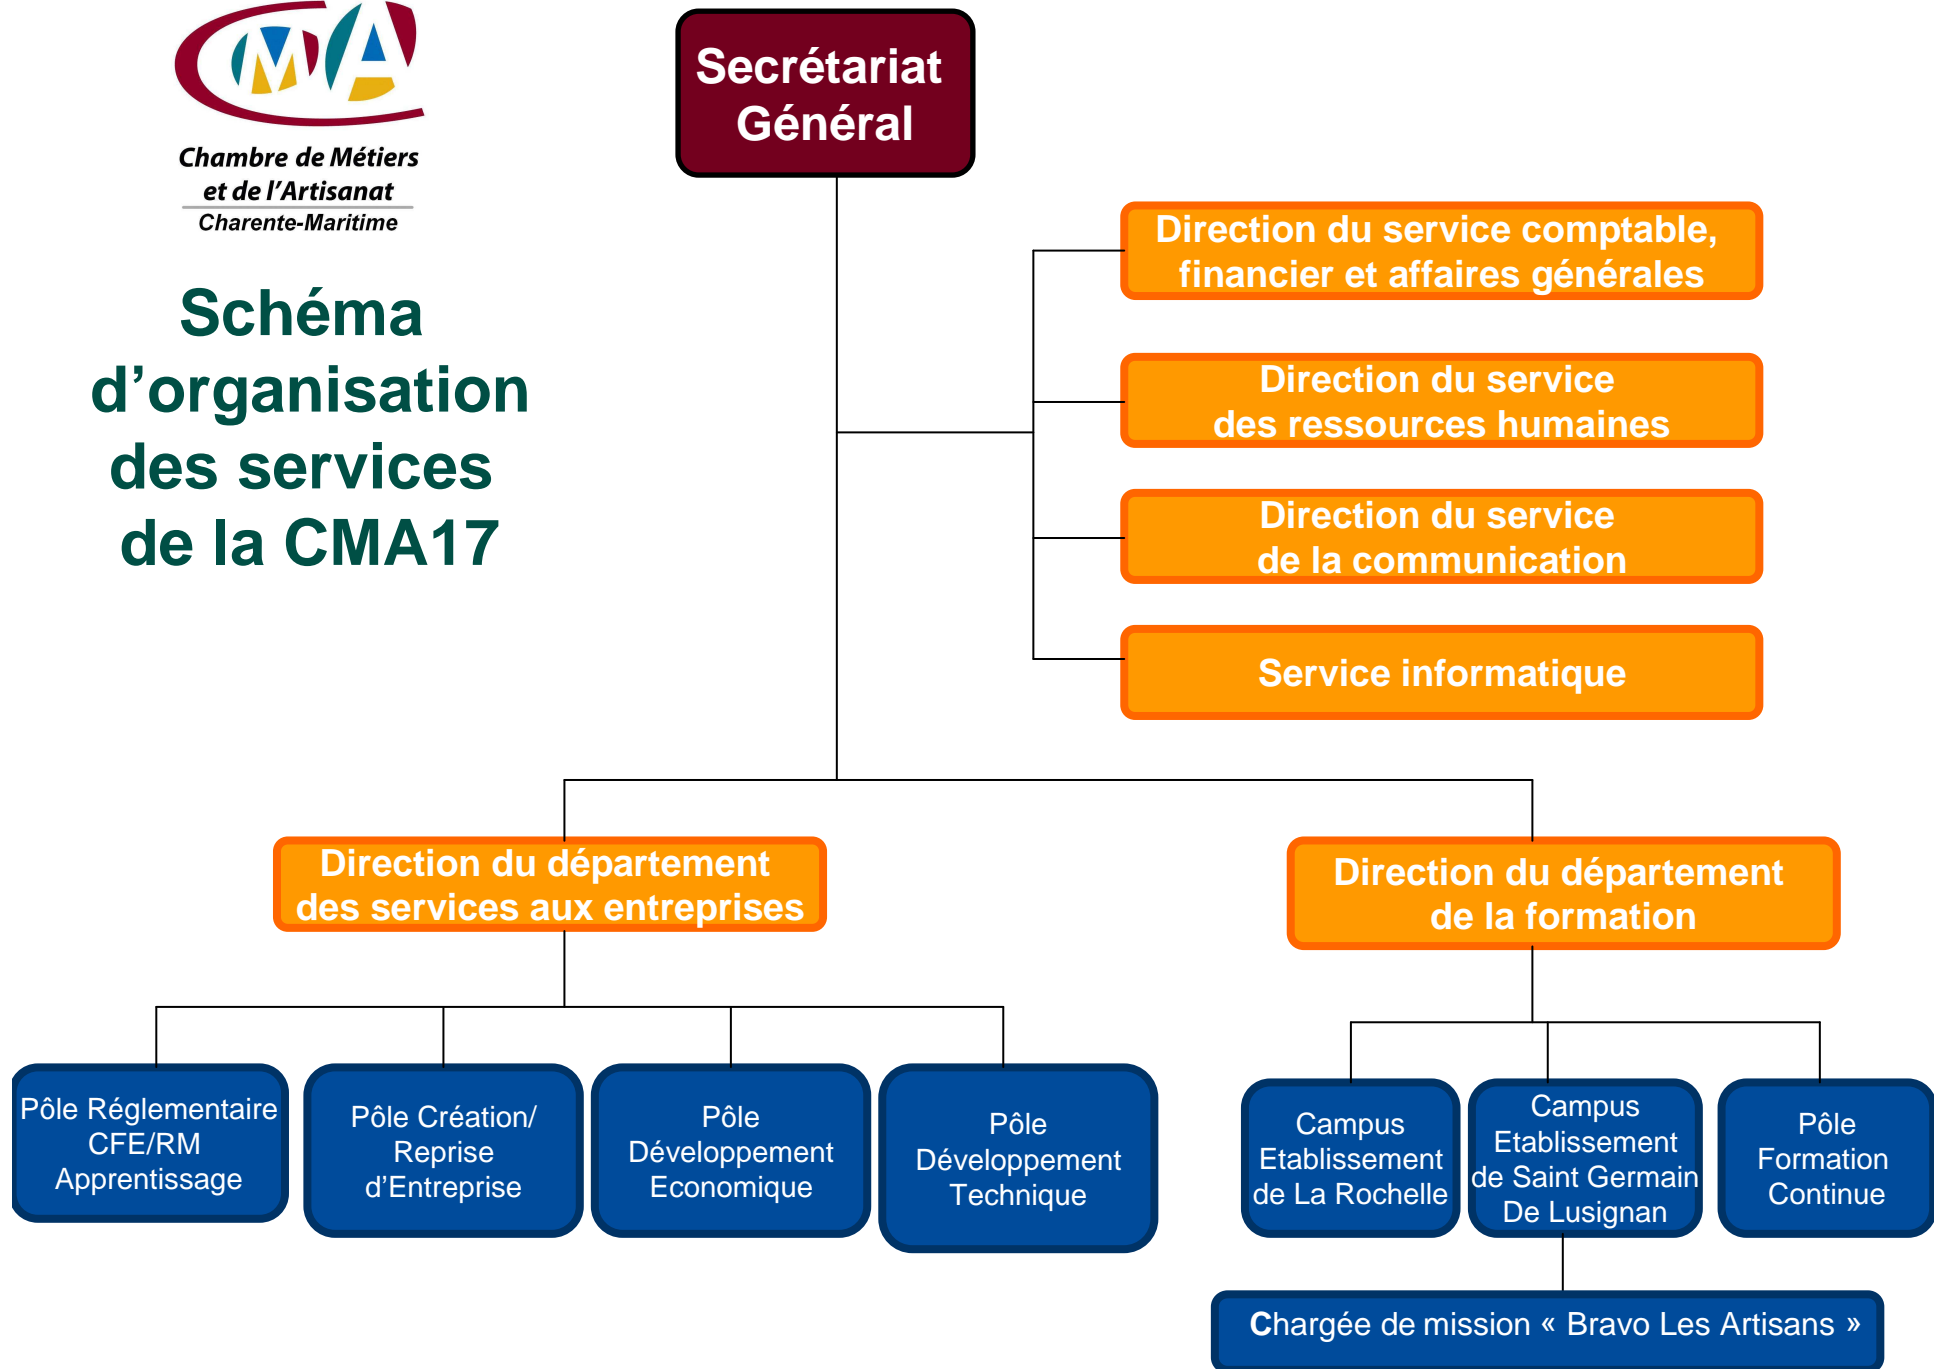 CMA
Chambre de Métiers
et de l'Artisanat
Charente-Maritime
Schéma
d'organisation
des services
de la CMA17
Secrétariat
Général
Direction du service comptable,
financier et affaires générales
Direction du service
des ressources humaines
Direction du service
de la communication
Service informatique
Direction du département
des services aux entreprises
Direction du département
de la formation
Pôle Réglementaire
CFE/RM
Apprentissage
Pôle Création/
Reprise
d'Entreprise
Pôle
Développement
Economique
Pôle
Développement
Technique
Campus
Etablissement
de La Rochelle
Campus
Etablissement
de Saint Germain
De Lusignan
Pôle
Formation
Continue
Chargée de mission « Bravo Les Artisans »